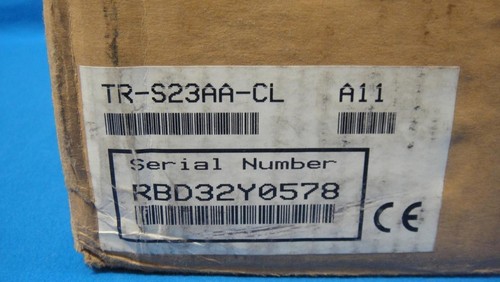 TR-S23AA-CL A11
Serial Number
RBD32Y0578
CE